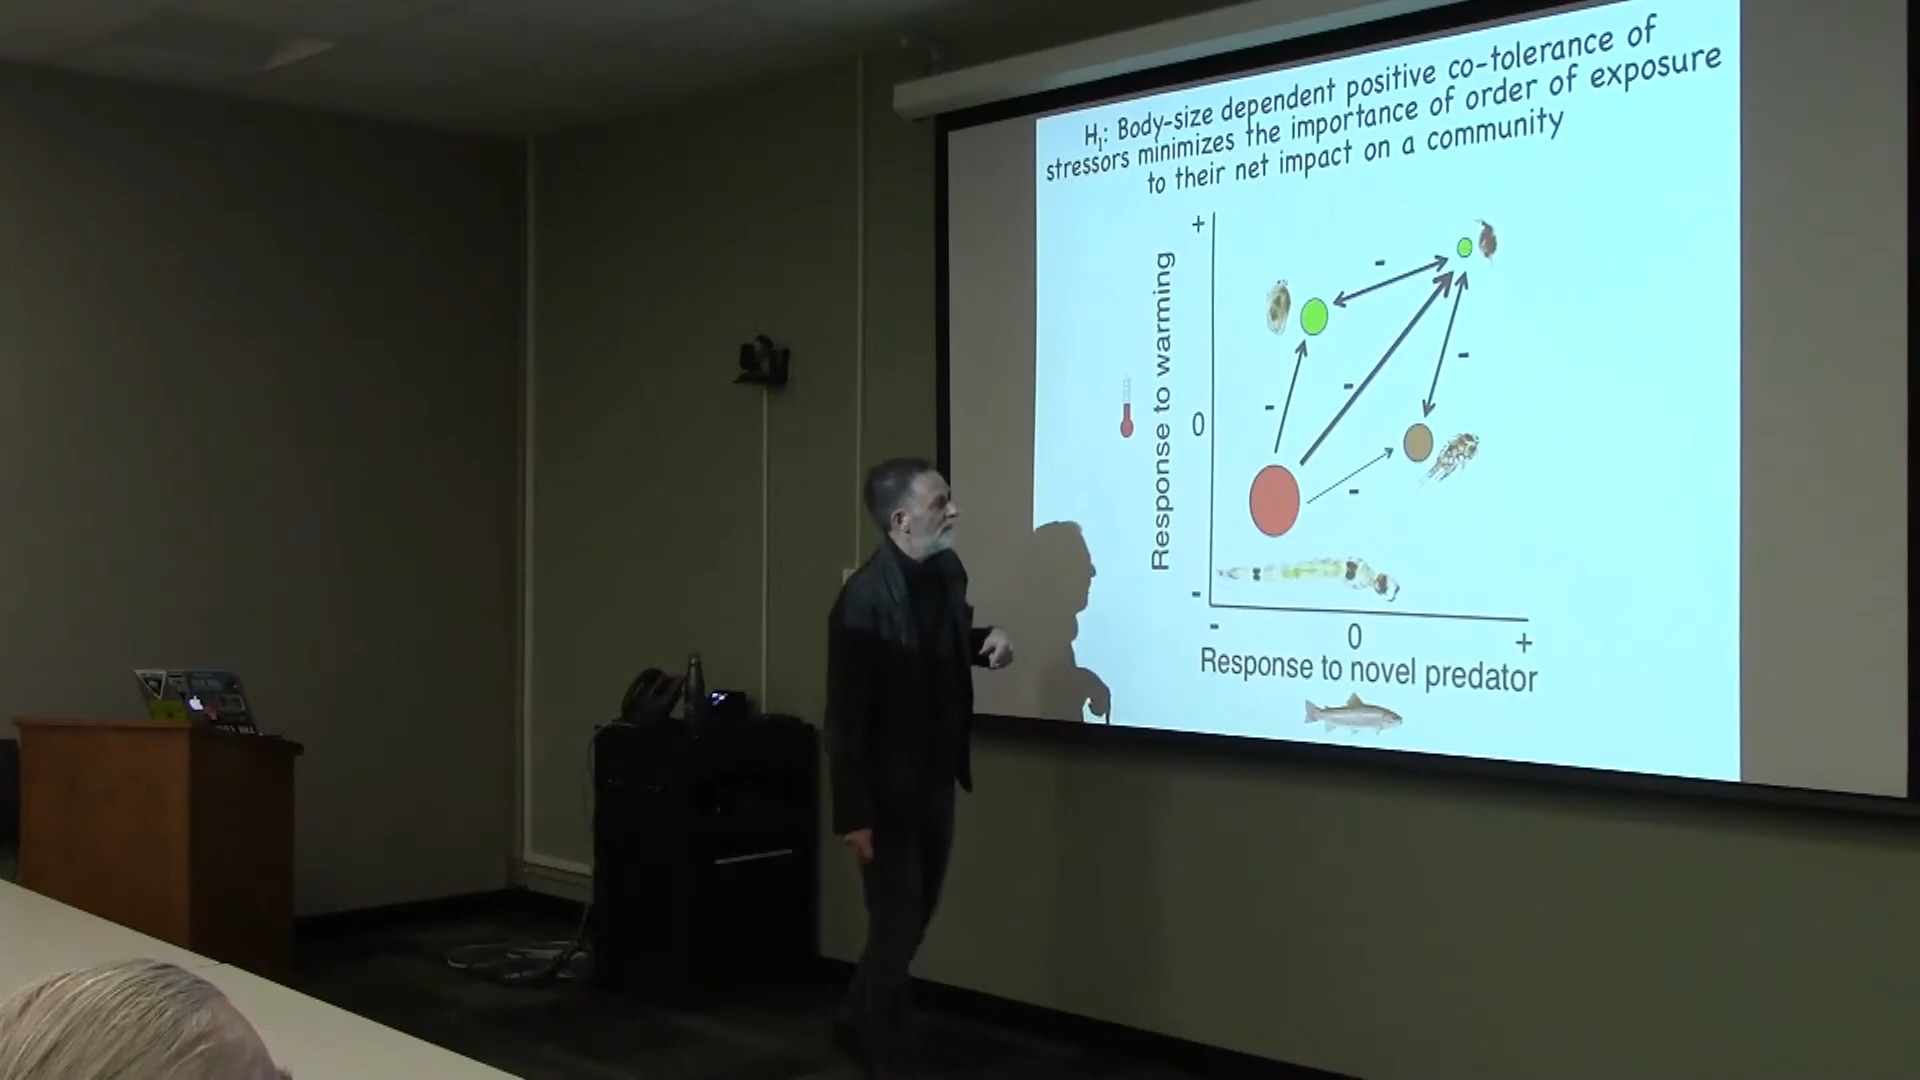 H1: Body-size dependent positive co-tolerance of
stressors minimizes the importance of order of exposure
to their net impact on a community
+
-
-
Response to warming
-
-
0
-
-
-
0
+
Response to novel predator